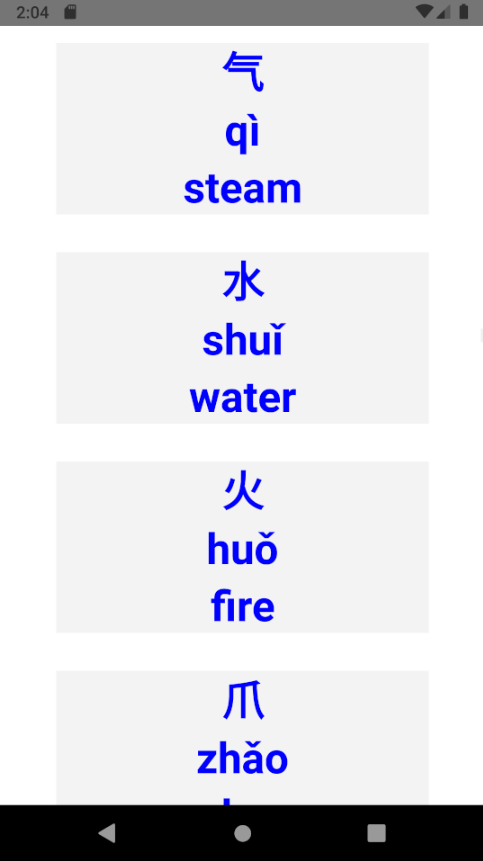 2:04
气
qì
steam
水
shuǐ
water
火
huǒ
fire
爪
zhǎo